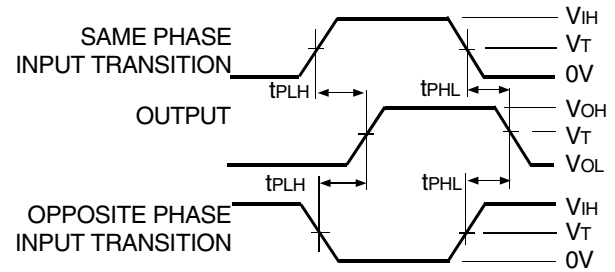 SAME PHASE
INPUT TRANSITION
VIH
VT
0V
tPLH
tPHL
OUTPUT
VOH
VT
VOL
tPLH
tPHL
OPPOSITE PHASE
INPUT TRANSITION
VIH
VT
0V